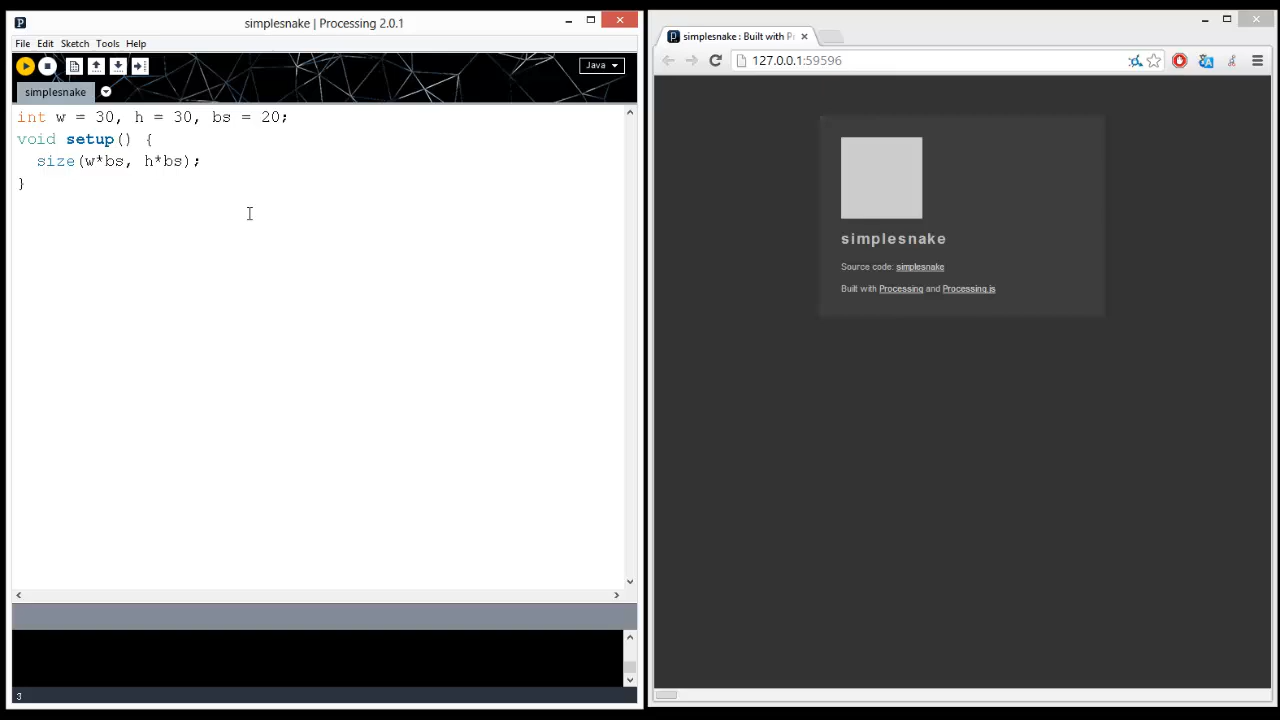 simplesnake | Processing 2.0.1
File Edit Sketch Tools Help
Java
simplesnake
int w = 30, h = 30, bs = 20;
void setup() {
  size(w*bs, h*bs);
}
3
simplesnake : Built with P
127.0.0.1:59596
simplesnake
Source code: simplesnake
Built with Processing and Processing.js